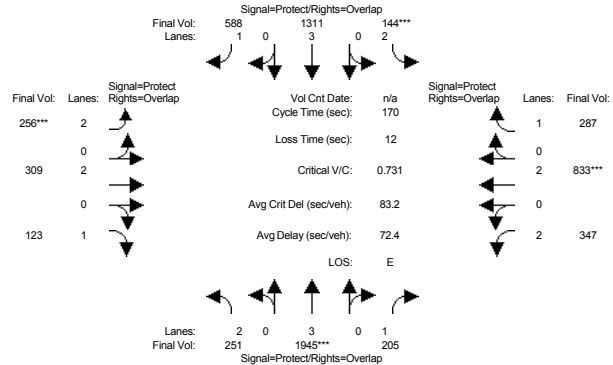 Signal=Protect/Rights=Overlap
Final Vol: 588 1311 144***
Lanes: 1 0 3 0 2
Signal=Protect
Final Vol: Lanes: Rights=Overlap Vol Cnt Date: n/a Signal=Protect
Rights=Overlap Lanes: Final Vol:
Cycle Time (sec): 170
256*** 2 1 287
Loss Time (sec): 12
0 0
309 2 Critical V/C: 0.731 2 833***
0 Avg Crit Del (sec/veh): 83.2 0
123 1 Avg Delay (sec/veh): 72.4 2 347
LOS: E
Lanes: 2 0 3 0 1
Final Vol: 251 1945*** 205
Signal=Protect/Rights=Overlap